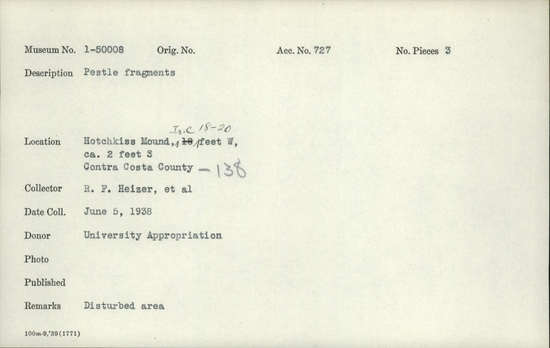 Museum No. 1-50008 Orig. No. Acc. No. 727 No. Pieces 3
Description Pestle fragments
Inc 18-20
Location Hotchkiss Mound, 18 feet W,
ca. 2 feet S
Contra Costa County -138
Collector R. F. Heizer, et al
Date Coll. June 5, 1938
Donor University Appropriation
Photo
Published
Remarks Disturbed area
100m-9,'39(1771)